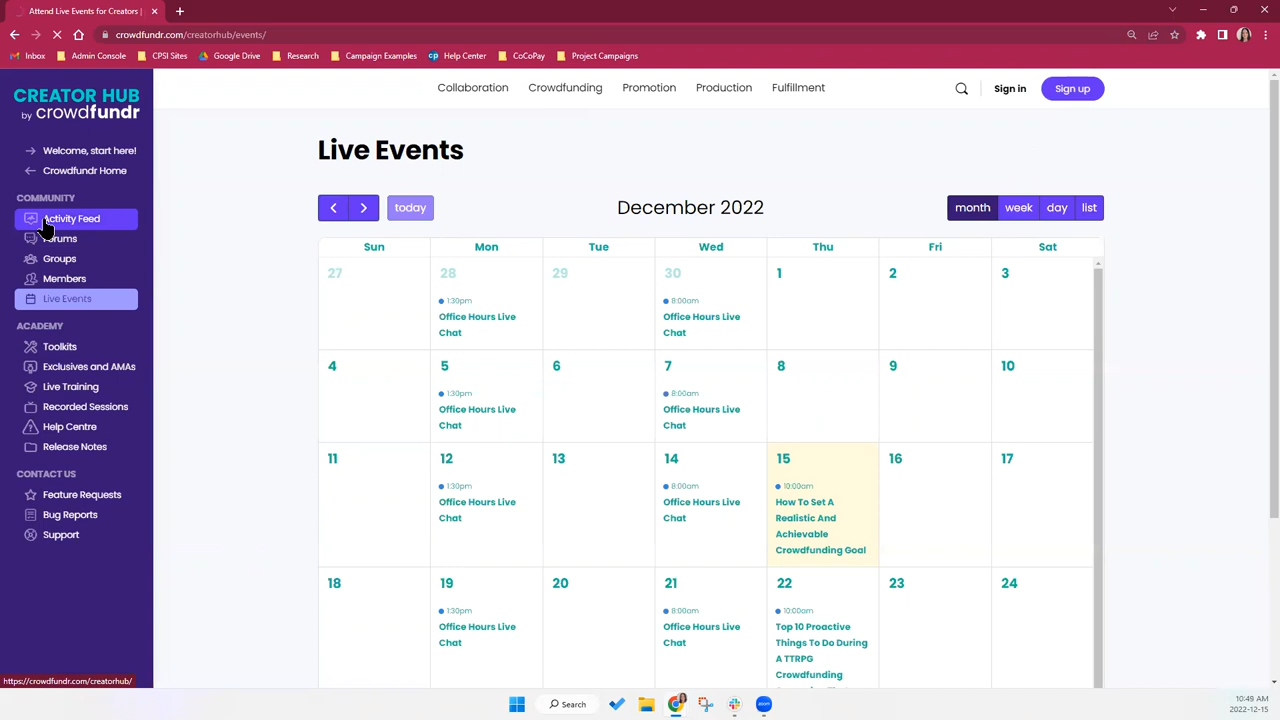 Attend Live Events for Creators |
crowdfundr.com/creatorhub/events/
Inbox Admin Console CPSI Sites Google Drive Research Campaign Examples Help Center CoCoPay Project Campaigns
CREATOR HUB
by crowdfundr
Welcome, start here!
Crowdfundr Home
COMMUNITY
Activity Feed
Forums
Groups
Members
Live Events
ACADEMY
Toolkits
Exclusives and AMAs
Live Training
Recorded Sessions
Help Centre
Release Notes
CONTACT US
Feature Requests
Bug Reports
Support
https://crowdfundr.com/creatorhub/
Collaboration Crowdfunding Promotion Production Fulfillment
Sign in Sign up
Live Events
today
December 2022
month week day list
Sun Mon Tue Wed Thu Fri Sat
27 28 29 30 1 2 3
1:30pm 8:00am
Office Hours Live Office Hours Live
Chat Chat
4 5 6 7 8 9 10
1:30pm 8:00am
Office Hours Live Office Hours Live
Chat Chat
11 12 13 14 15 16 17
1:30pm 8:00am 10:00am
Office Hours Live Office Hours Live How To Set A
Chat Chat Realistic And
Achievable
Crowdfunding Goal
18 19 20 21 22 23 24
1:30pm 8:00am 10:00am
Office Hours Live Office Hours Live Top 10 Proactive
Chat Chat Things To Do During
A TTRPG
Crowdfunding
Search
zoom
10:49 AM
2022-12-15